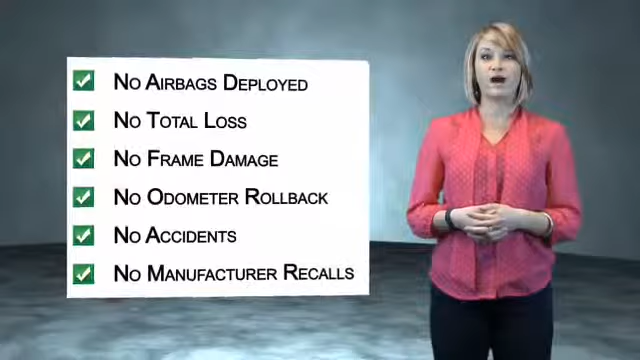 No Airbags Deployed
No Total Loss
No Frame Damage
No Odometer Rollback
No Accidents
No Manufacturer Recalls